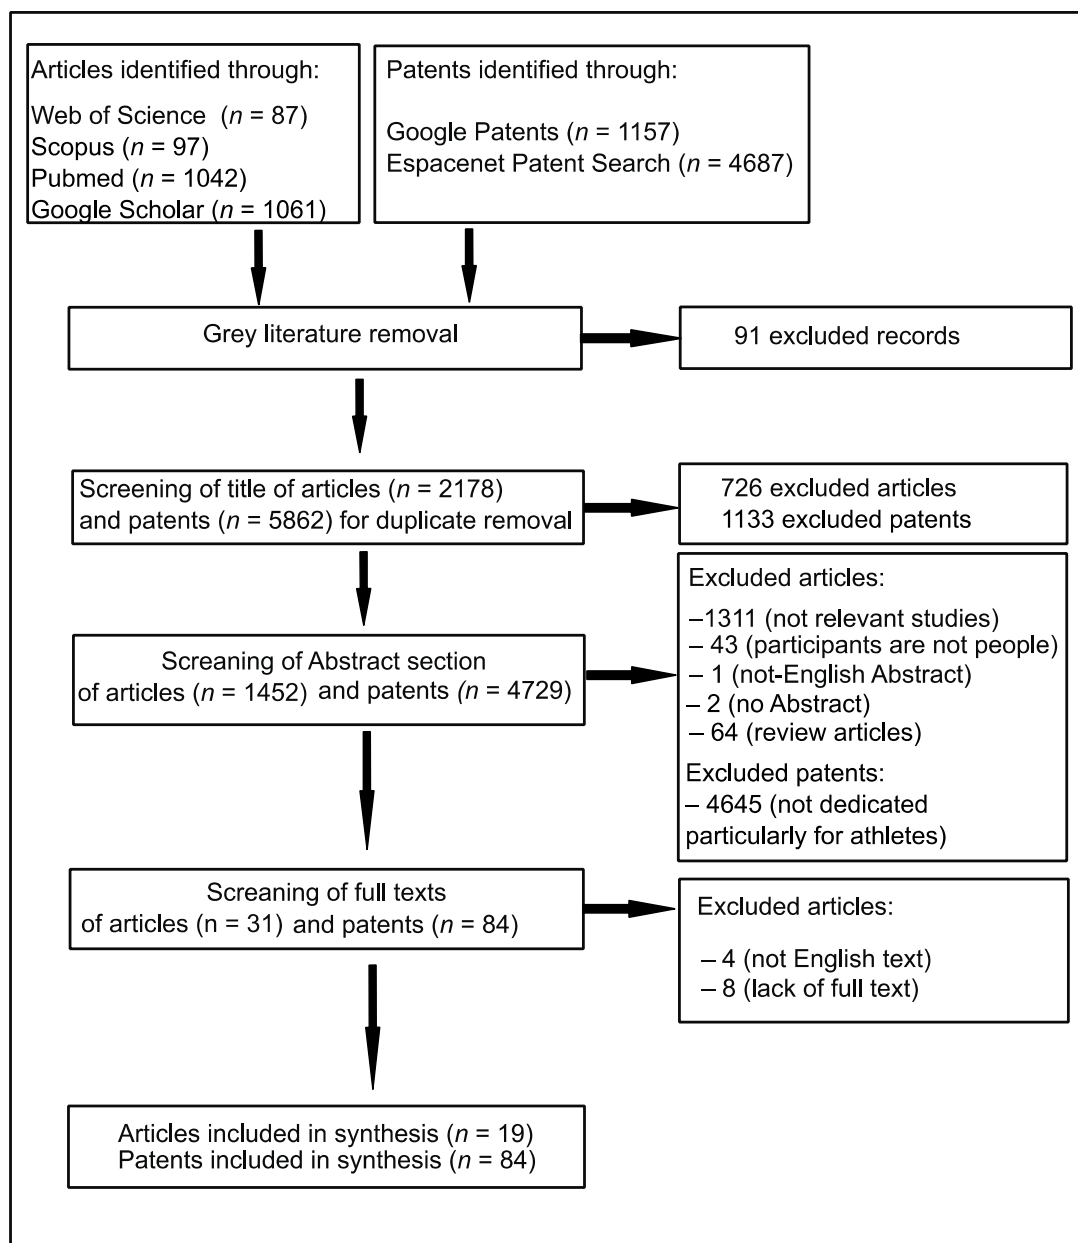 Articles identified through:
Web of Science (n = 87)
Scopus (n = 97)
Pubmed (n = 1042)
Google Scholar (n = 1061)
Patents identified through:
Google Patents (n = 1157)
Espacenet Patent Search (n = 4687)
Grey literature removal
91 excluded records
Screening of title of articles (n = 2178)
and patents (n = 5862) for duplicate removal
726 excluded articles
1133 excluded patents
Screaning of Abstract section
of articles (n = 1452) and patents (n = 4729)
Excluded articles:
–1311 (not relevant studies)
– 43 (participants are not people)
– 1 (not-English Abstract)
– 2 (no Abstract)
– 64 (review articles)
Excluded patents:
– 4645 (not dedicated
particularly for athletes)
Screaning of full texts
of articles (n = 31) and patents (n = 84)
Excluded articles:
– 4 (not English text)
– 8 (lack of full text)
Articles included in synthesis (n = 19)
Patents included in synthesis (n = 84)